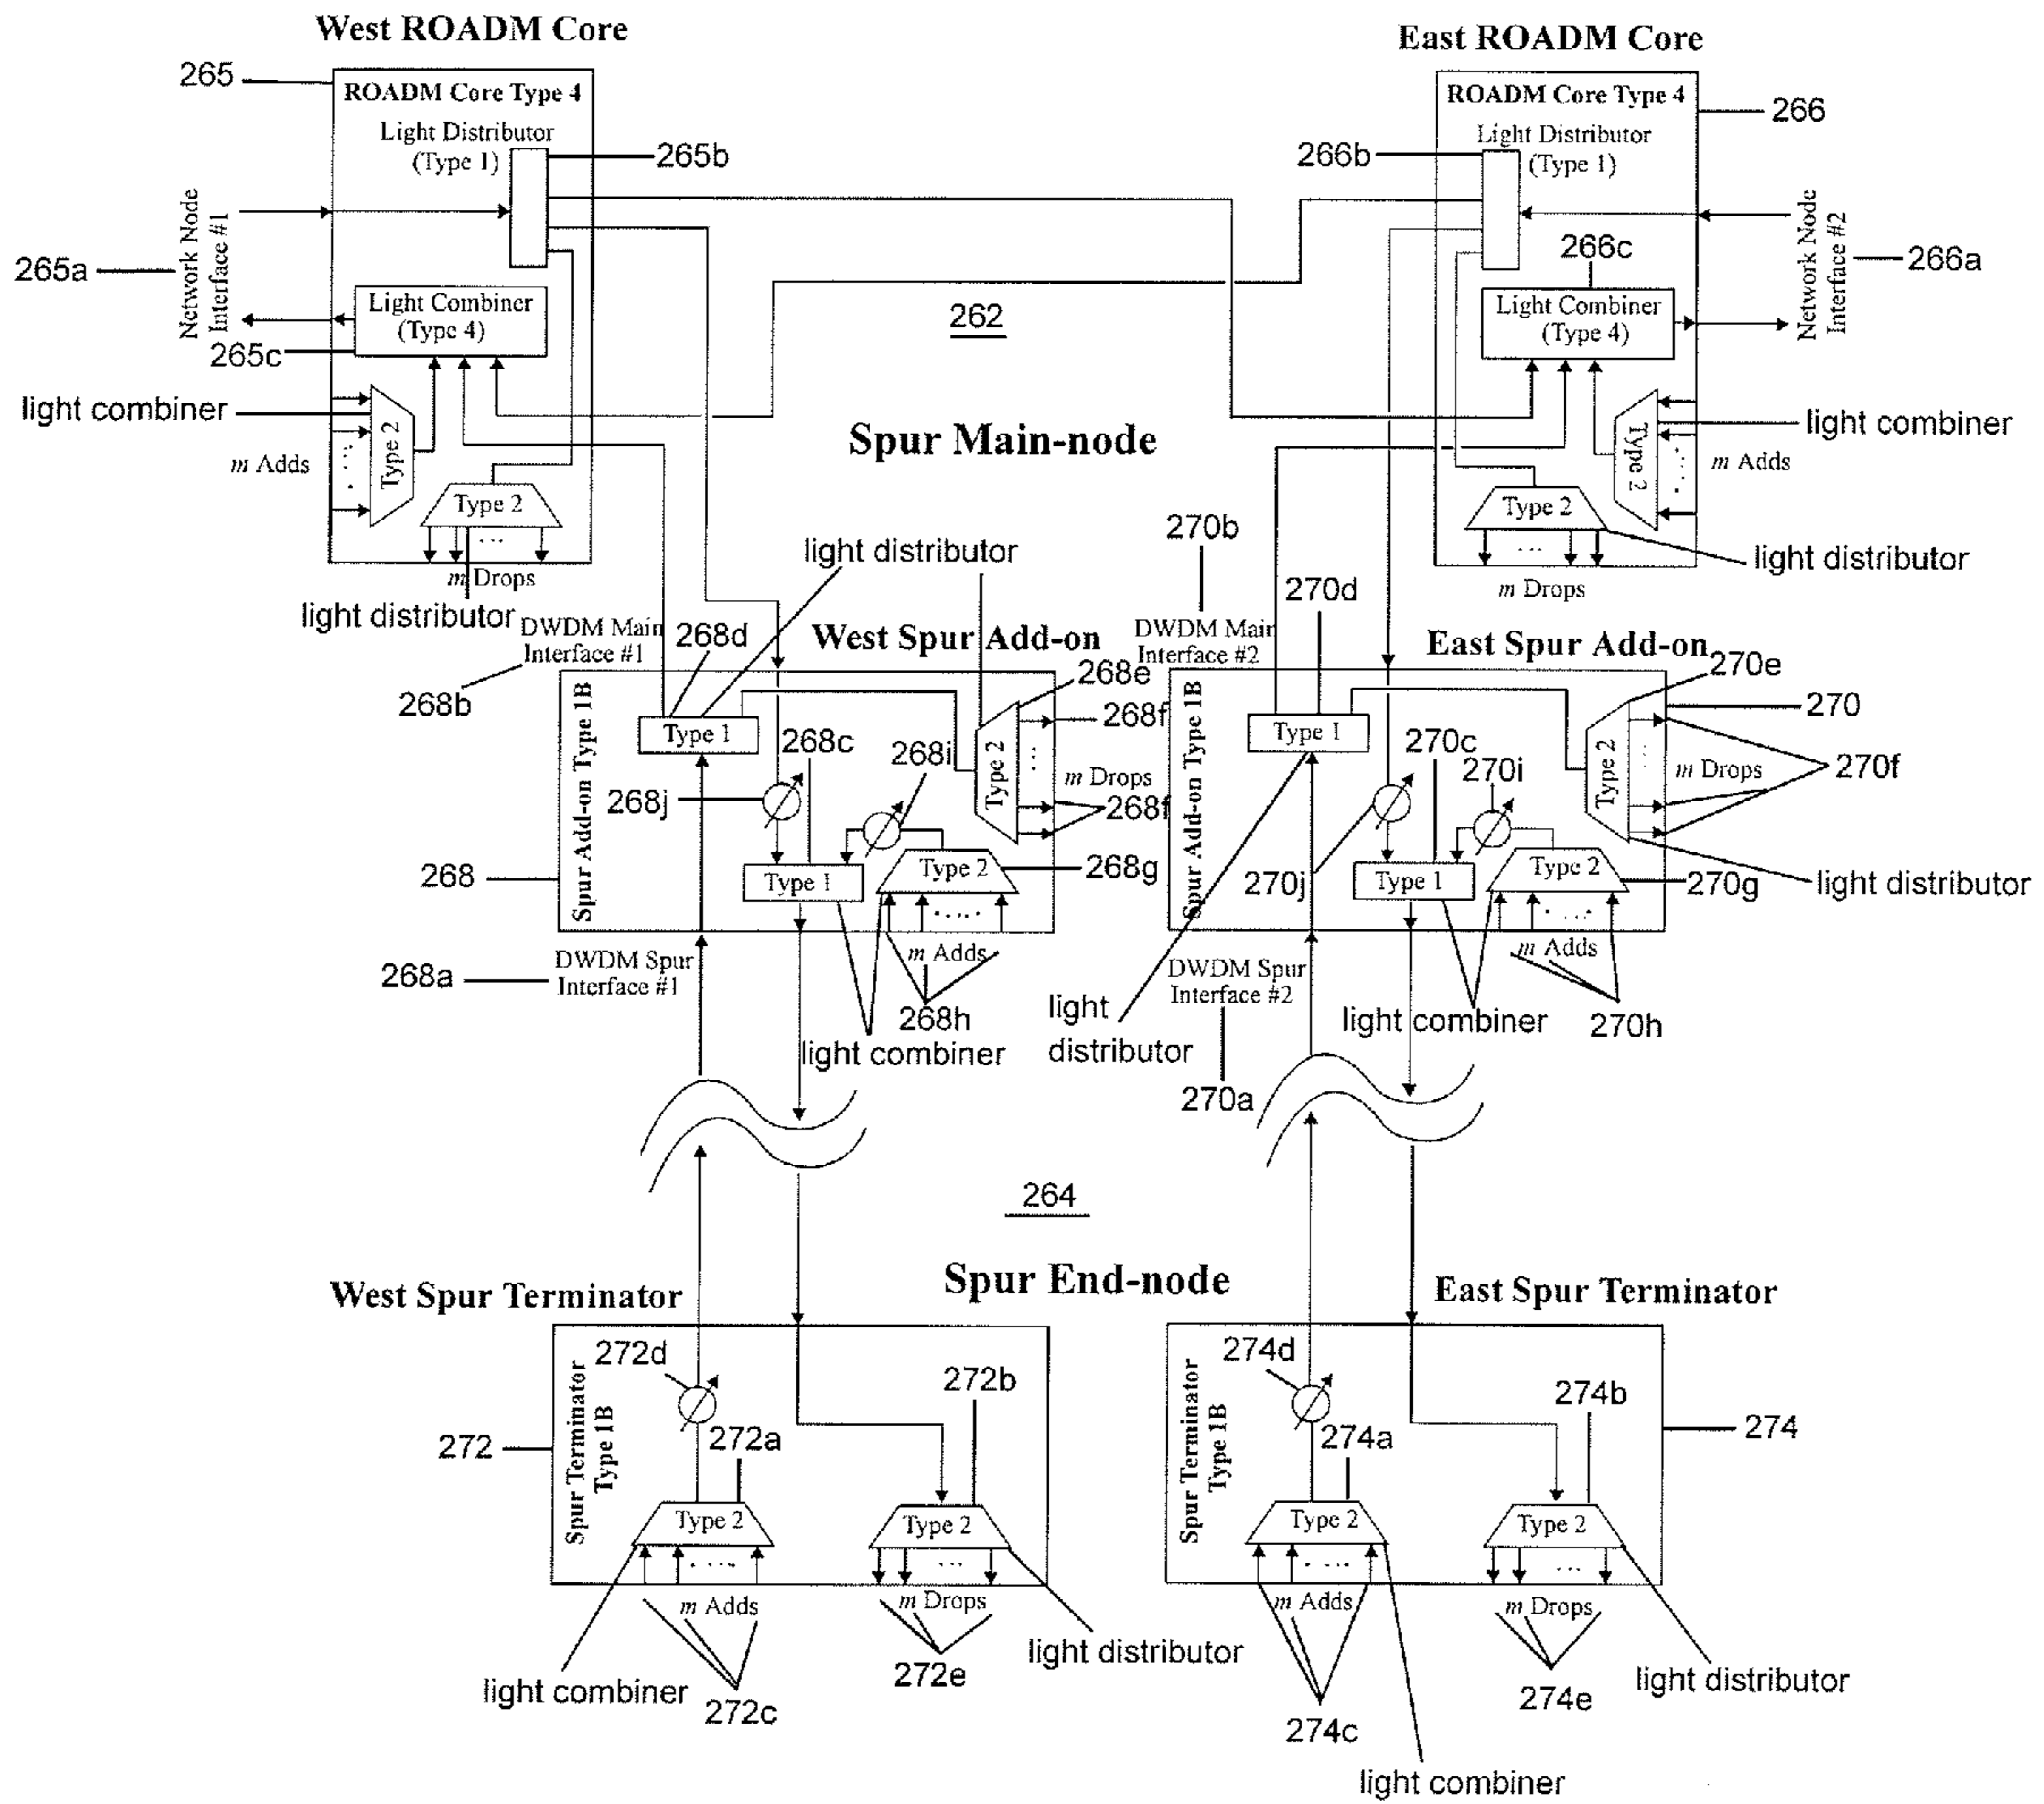 West ROADM Core
East ROADM Core
265
ROADM Core Type 4
Light Distributor
(Type 1)
265b
Network Node
Interface #1
265a
Light Combiner
(Type 4)
265c
light combiner
m Adds
Type 2
Type 2
m Drops
light distributor
ROADM Core Type 4
266
266b
Light Distributor
(Type 1)
266c
Network Node
Interface #2
266a
Light Combiner
(Type 4)
light combiner
Type 2
m Adds
Type 2
light distributor
m Drops
262
Spur Main-node
light distributor
270b
270d
DWDM Main
Interface #1
268b
268d
West Spur Add-on
DWDM Main
Interface #2
East Spur Add-on
268e
268f
Spur Add-on Type 1B
Type 1
268c
268i
Type 2
m Drops
268f
268j
268
Type 1
Type 2
268g
m Adds
268h
light combiner
268a
DWDM Spur
Interface #1
270e
270
Spur Add-on Type 1B
Type 1
270c
270i
Type 2
m Drops
270f
270j
Type 1
Type 2
270g
light distributor
m Adds
270h
light combiner
DWDM Spur
Interface #2
light
distributor
270a
264
Spur End-node
West Spur Terminator
East Spur Terminator
272
Spur Terminator
Type 1B
272d
272a
272b
Type 2
Type 2
m Adds
m Drops
light combiner
272c
272e
light distributor
Spur Terminator
Type 1B
274d
274a
274b
274
Type 2
Type 2
m Adds
m Drops
274c
274e
light distributor
light combiner